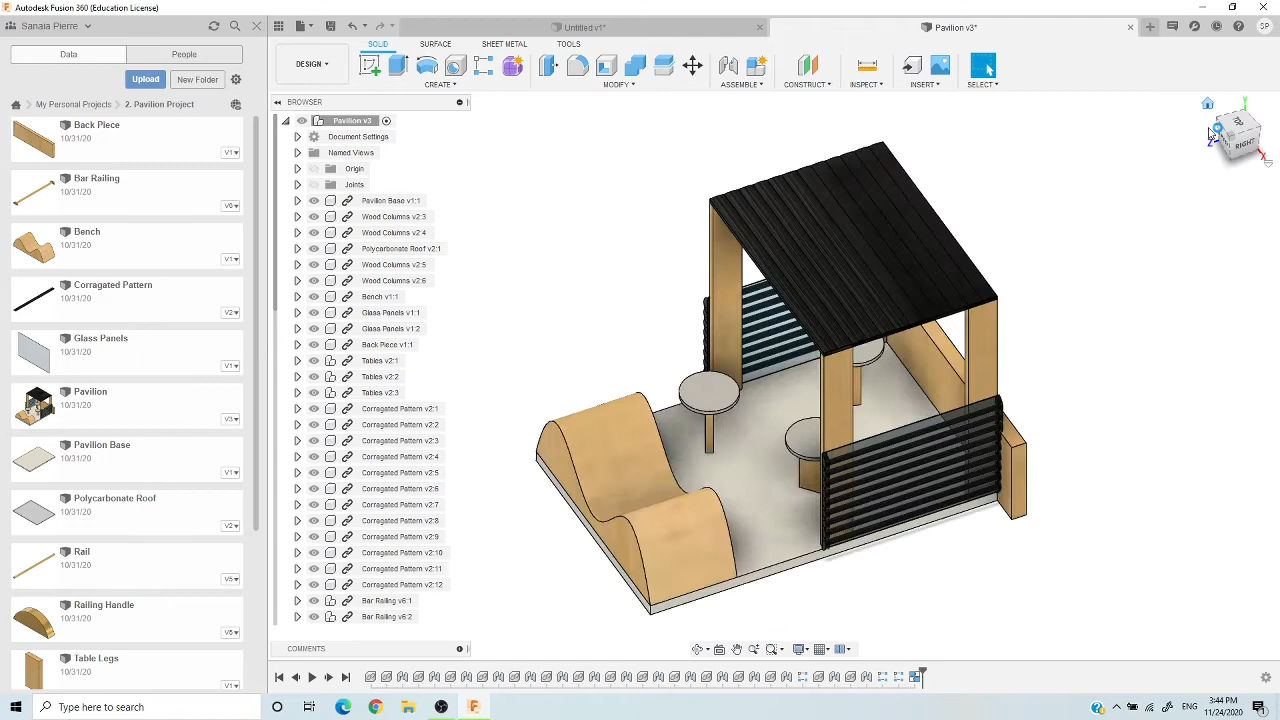 Autodesk Fusion 360 (Education License)
Sanaia Pierre
Untitled v1*
Pavilion v3*
SP
Data
People
SOLID
SURFACE
SHEET METAL
TOOLS
DESIGN
CREATE
MODIFY
ASSEMBLE
CONSTRUCT
INSPECT
INSERT
SELECT
Upload
New Folder
My Personal Projects
2. Pavilion Project
Back Piece
10/31/20
V1
Bar Railing
10/31/20
V6
Bench
10/31/20
V1
Corragated Pattern
10/31/20
V2
Glass Panels
10/31/20
V1
Pavilion
10/31/20
V3
Pavilion Base
10/31/20
V1
Polycarbonate Roof
10/31/20
V2
Rail
10/31/20
V5
Railing Handle
10/31/20
V5
Table Legs
10/31/20
V1
BROWSER
Pavilion v3
Document Settings
Named Views
Origin
Joints
Pavilion Base v1:1
Wood Columns v2:3
Wood Columns v2:4
Polycarbonate Roof v2:1
Wood Columns v2:5
Wood Columns v2:6
Bench v1:1
Glass Panels v1:1
Glass Panels v1:2
Back Piece v1:1
Tables v2:1
Tables v2:2
Tables v2:3
Corragated Pattern v2:1
Corragated Pattern v2:2
Corragated Pattern v2:3
Corragated Pattern v2:4
Corragated Pattern v2:5
Corragated Pattern v2:6
Corragated Pattern v2:7
Corragated Pattern v2:8
Corragated Pattern v2:9
Corragated Pattern v2:10
Corragated Pattern v2:11
Corragated Pattern v2:12
Bar Railing v6:1
Bar Railing v6:2
COMMENTS
Y
Z
X
RIGHT
Type here to search
ENG
3:44 PM
11/24/2020